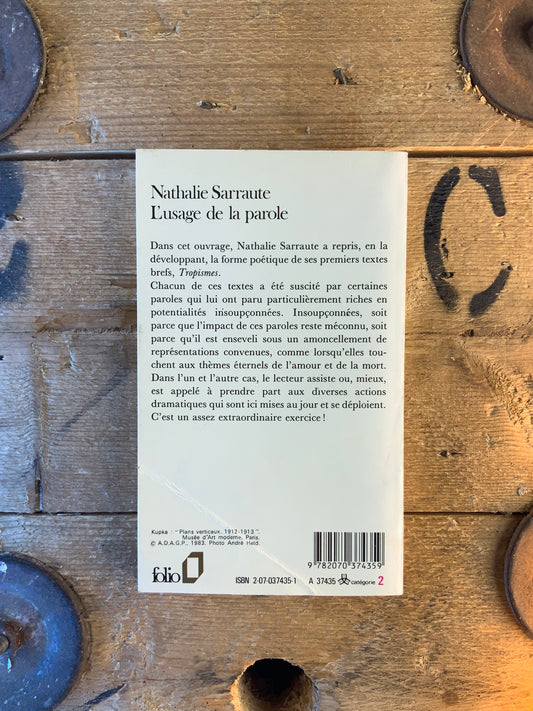 Nathalie Sarraute
L'usage de la parole
Dans cet ouvrage, Nathalie Sarraute a repris, en la
développant, la forme poétique de ses premiers textes
brefs, Tropismes.
Chacun de ces textes a été suscité par certaines
paroles qui lui ont paru particulièrement riches en
potentialités insoupçonnées. Insoupçonnées, soit
parce que l'impact de ces paroles reste méconnu, soit
parce qu'il est enseveli sous un amoncellement de
représentations convenues, comme lorsqu'elles tou-
chent aux thèmes éternels de l'amour et de la mort.
Dans l'un et l'autre cas, le lecteur assiste ou, mieux,
est appelé à prendre part aux diverses actions
dramatiques qui sont ici mises au jour et se déploient.
C'est un assez extraordinaire exercice !
Kupka : "Plans verticaux, 1912-1913".
Musée d'Art moderne, Paris.
© A.D.A.G.P., 1983. Photo André Held.
9 782070 374359
folio
ISBN 2-07-037435-1 A 37435 catégorie 2